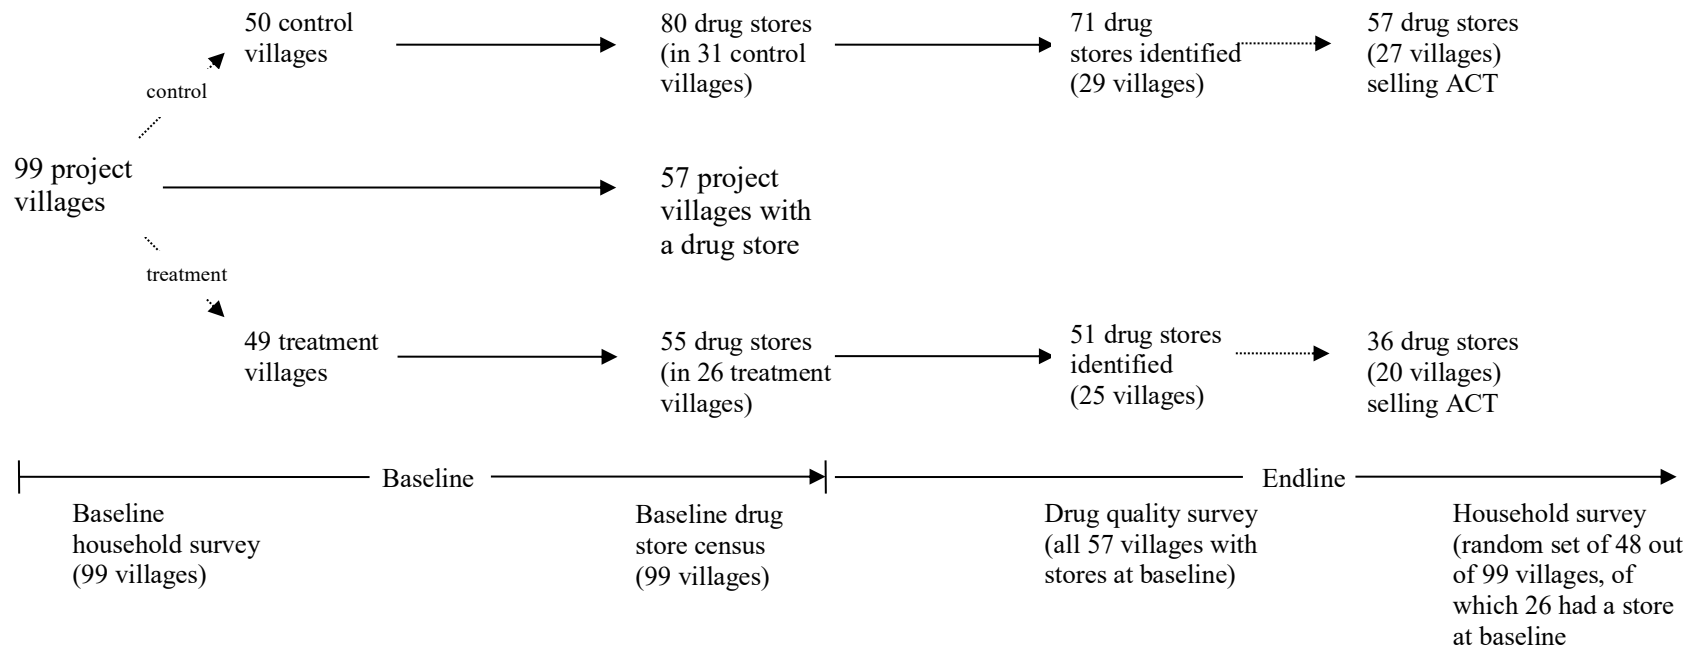 50 control
villages
80 drug stores
(in 31 control
villages)
71 drug
stores identified
(29 villages)
57 drug stores
(27 villages)
selling ACT
control
99 project
villages
57 project
villages with
a drug store
treatment
49 treatment
villages
55 drug stores
(in 26 treatment
villages)
51 drug stores
identified
(25 villages)
36 drug stores
(20 villages)
selling ACT
Baseline
Endline
Baseline
household survey
(99 villages)
Baseline drug
store census
(99 villages)
Drug quality survey
(all 57 villages with
stores at baseline)
Household survey
(random set of 48 out
of 99 villages, of
which 26 had a store
at baseline